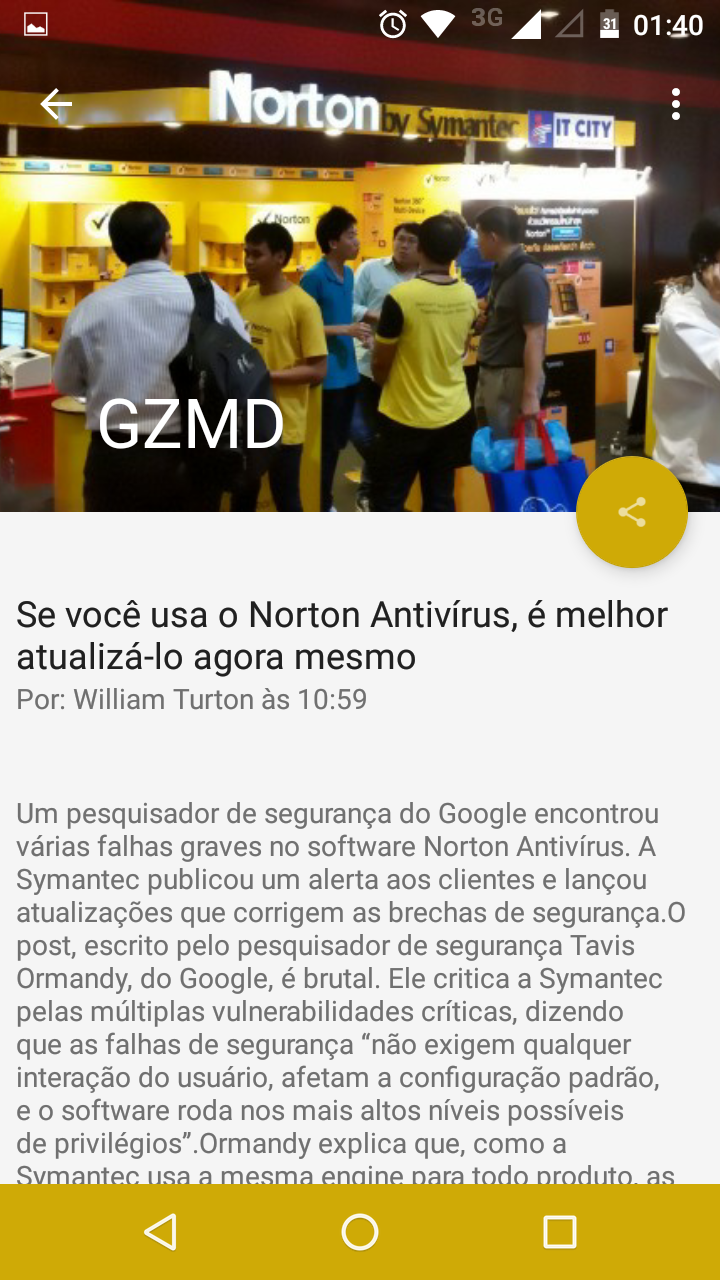 3G
31
01:40
Norton by Symantec
IT CITY
Norton
GZMD
Se você usa o Norton Antivírus, é melhor
atualizá-lo agora mesmo
Por: William Turton às 10:59
Um pesquisador de segurança do Google encontrou
várias falhas graves no software Norton Antivírus. A
Symantec publicou um alerta aos clientes e lançou
atualizações que corrigem as brechas de segurança.O
post, escrito pelo pesquisador de segurança Tavis
Ormandy, do Google, é brutal. Ele critica a Symantec
pelas múltiplas vulnerabilidades críticas, dizendo
que as falhas de segurança “não exigem qualquer
interação do usuário, afetam a configuração padrão,
e o software roda nos mais altos níveis possíveis
de privilégios”.Ormandy explica que, como a
Symantec usa a mesma engine para todo produto, as